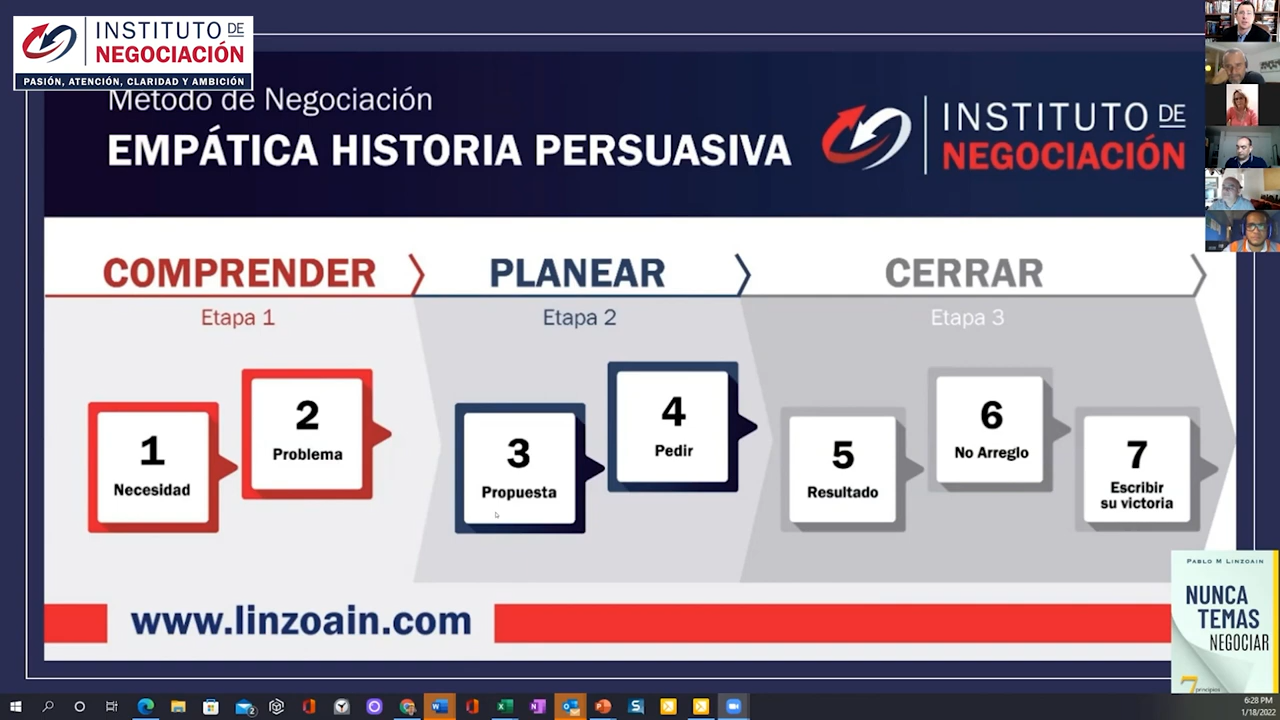 INSTITUTO DE
NEGOCIACIÓN
PASIÓN, ATENCIÓN, CLARIDAD Y AMBICIÓN
Método de Negociación
EMPÁTICA HISTORIA PERSUASIVA
INSTITUTO DE
NEGOCIACIÓN
COMPRENDER
Etapa 1
PLANEAR
Etapa 2
CERRAR
Etapa 3
1
Necesidad
2
Problema
3
Propuesta
4
Pedir
5
Resultado
6
No Arreglo
7
Escribir
su victoria
www.linzoain.com
PABLO M LINZOAIN
NUNCA
TEMAS
NEGOCIAR
7 principios
6:28 PM
1/18/2022